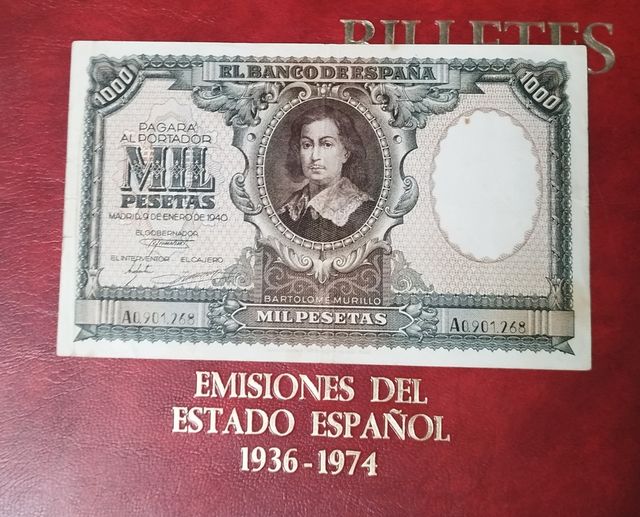 BILLETES
1000
EL BANCO DE ESPAÑA
1000
PAGARÁ
AL PORTADOR
MIL
PESETAS
MADRID, 9 DE ENERO DE 1940
EL GOBERNADOR
EL INTERVENTOR EL CAJERO
BARTOLOMÉ MURILLO
A0,901,268
MIL PESETAS
A0,901,268
EMISIONES DEL
ESTADO ESPAÑOL
1936-1974